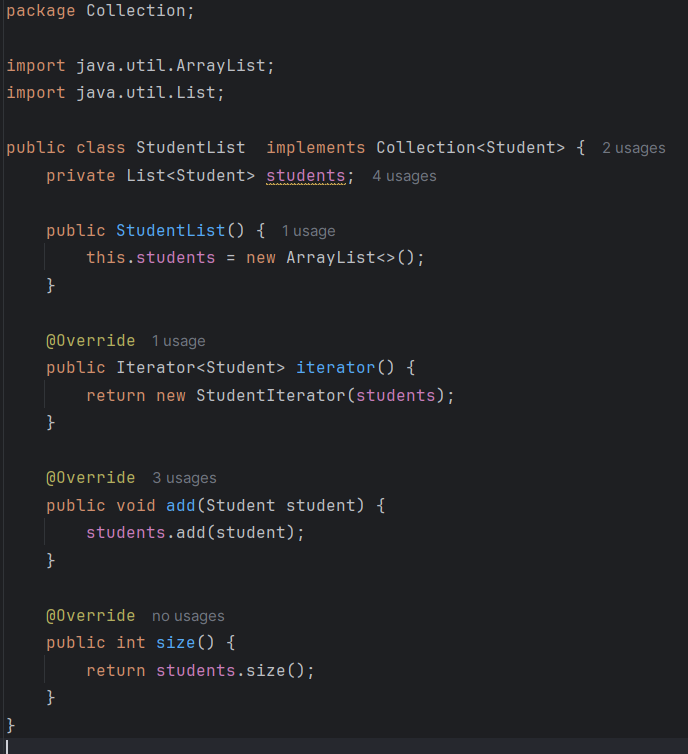 package Collection;
import java.util.ArrayList;
import java.util.List;
public class StudentList  implements Collection<Student> {  2 usages
    private List<Student> students;  4 usages
    public StudentList() {  1 usage
        this.students = new ArrayList<>();
    }
    @Override  1 usage
    public Iterator<Student> iterator() {
        return new StudentIterator(students);
    }
    @Override  3 usages
    public void add(Student student) {
        students.add(student);
    }
    @Override  no usages
    public int size() {
        return students.size();
    }
}